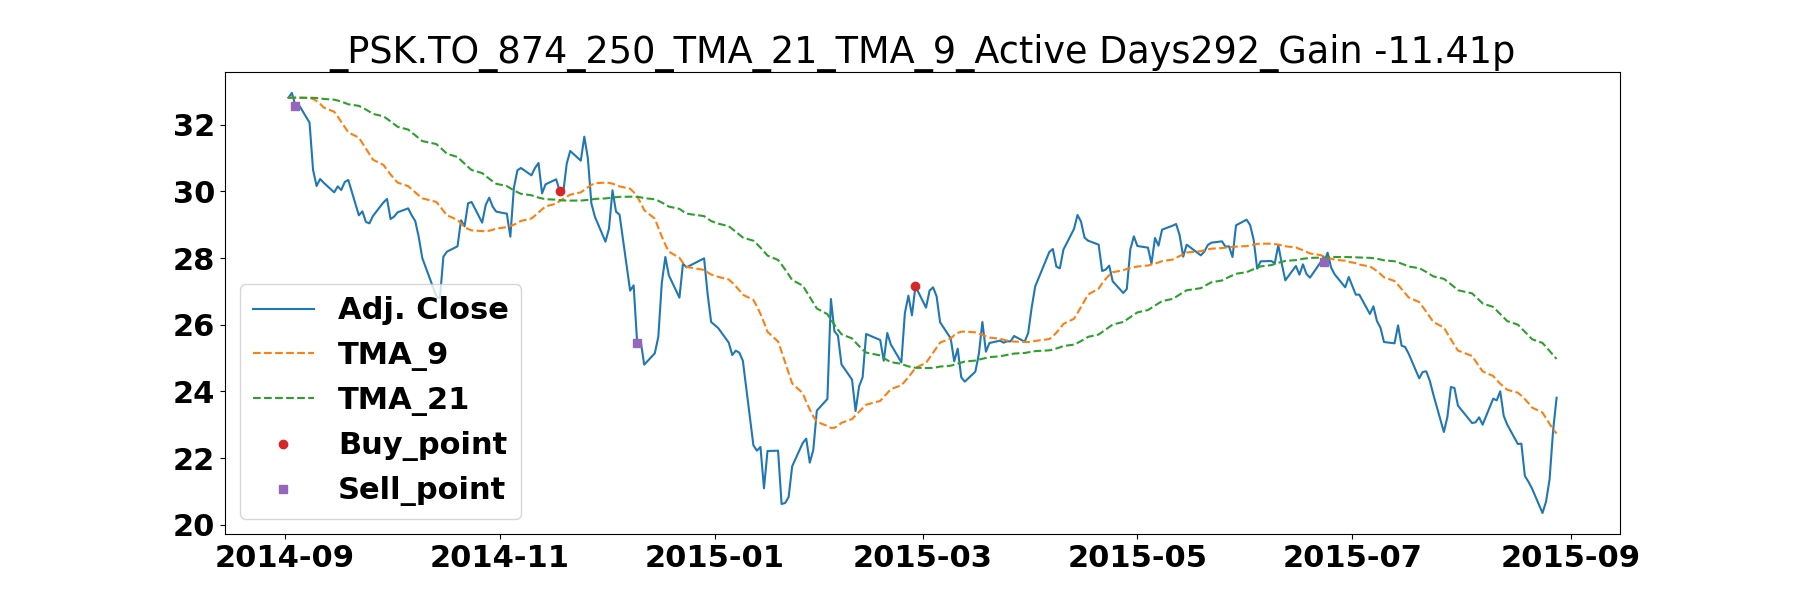 _PSK.TO_874_250_TMA_21_TMA_9_Active Days292_Gain -11.41p
32
30
28
26
24
22
20
Adj. Close
TMA_9
TMA_21
Buy_point
Sell_point
2014-09 2014-11 2015-01 2015-03 2015-05 2015-07 2015-09